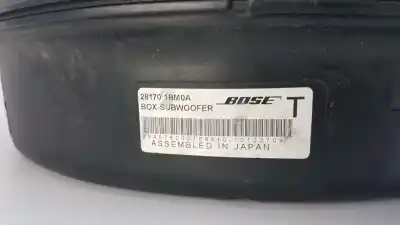 28170 1BM0A
BOX-SUBWOOFER
BOSE
T
ASSEMBLED IN JAPAN